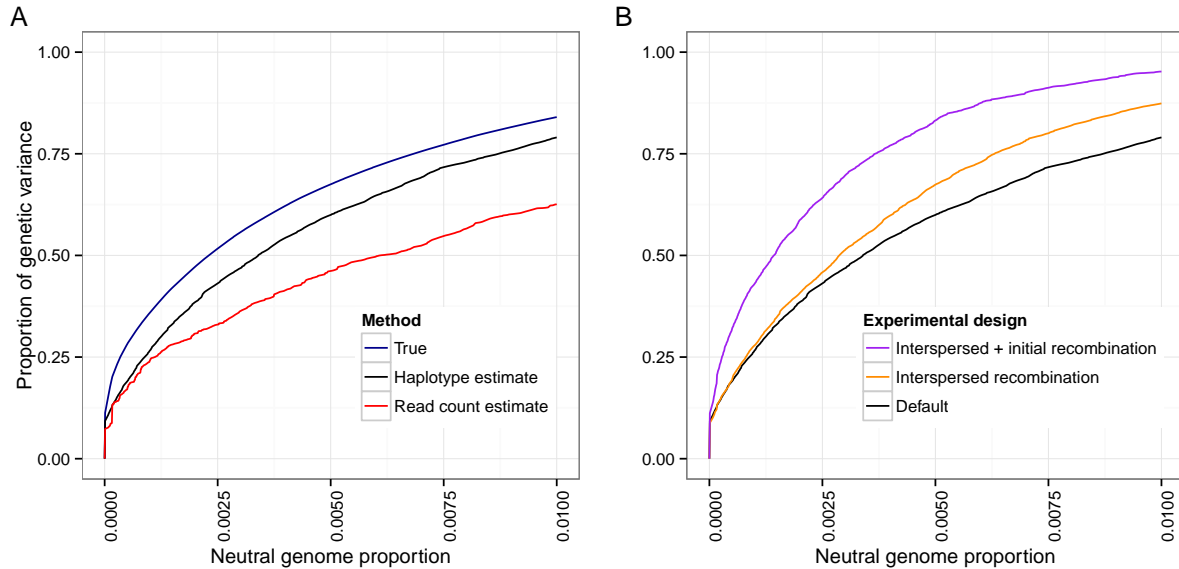 A
Proportion of genetic variance
1.00
0.75
0.50
0.25
0.00
Method
True
Haplotype estimate
Read count estimate
0.0000
0.0025
0.0050
0.0075
0.0100
Neutral genome proportion
B
1.00
0.75
0.50
0.25
0.00
Experimental design
Interspersed + initial recombination
Interspersed recombination
Default
0.0000
0.0025
0.0050
0.0075
0.0100
Neutral genome proportion